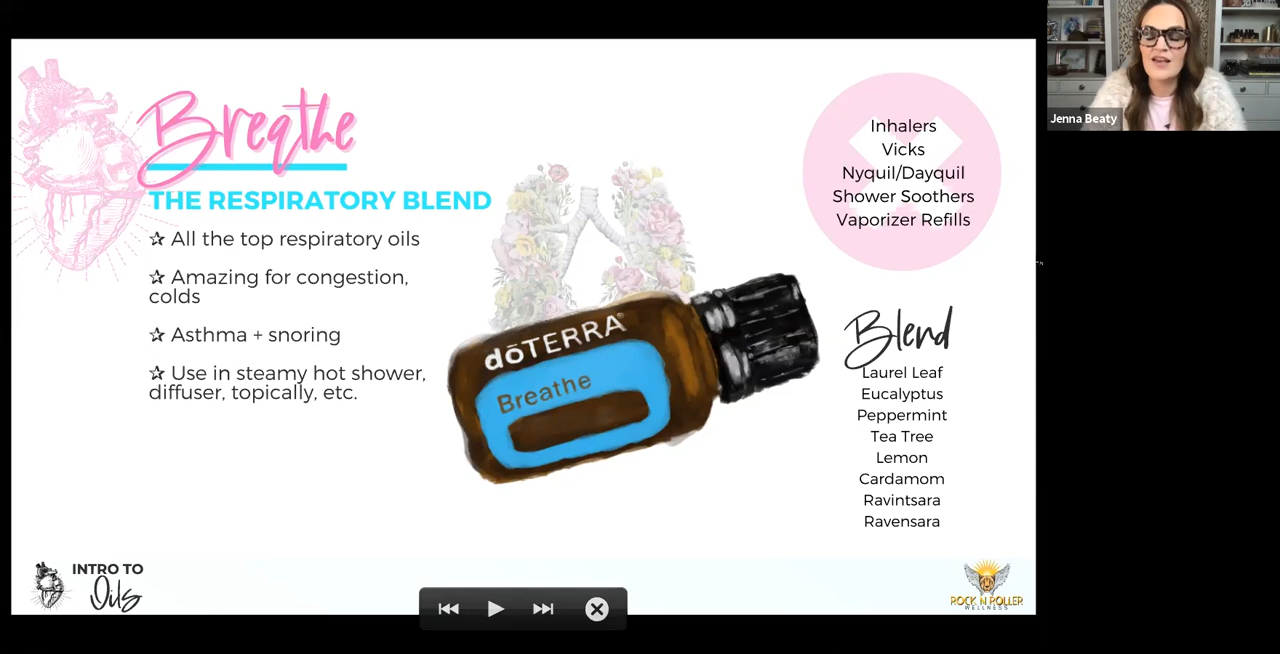 Breathe
THE RESPIRATORY BLEND
✰ All the top respiratory oils
✰ Amazing for congestion,
colds
✰ Asthma + snoring
✰ Use in steamy hot shower,
diffuser, topically, etc.
dōTERRA®
Breathe
Inhalers
Vicks
Nyquil/Dayquil
Shower Soothers
Vaporizer Refills
Blend
Laurel Leaf
Eucalyptus
Peppermint
Tea Tree
Lemon
Cardamom
Ravintsara
Ravensara
INTRO TO
Oils
ROCK N ROLLER
WELLNESS
Jenna Beaty